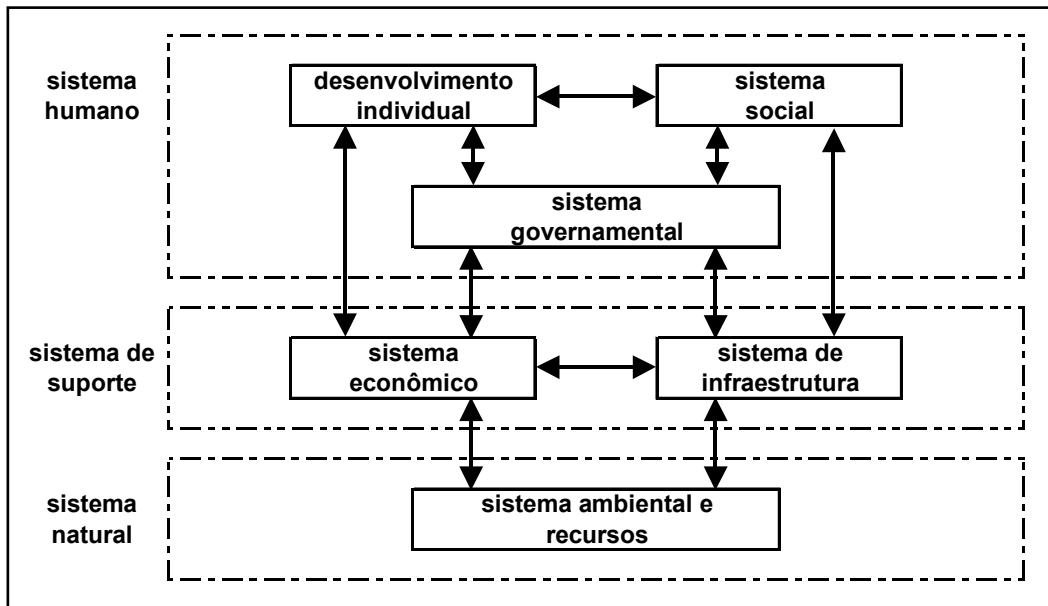 sistema
humano
desenvolvimento
individual
sistema
social
sistema
governamental
sistema de
suporte
sistema
econômico
sistema de
infraestrutura
sistema
natural
sistema ambiental e
recursos